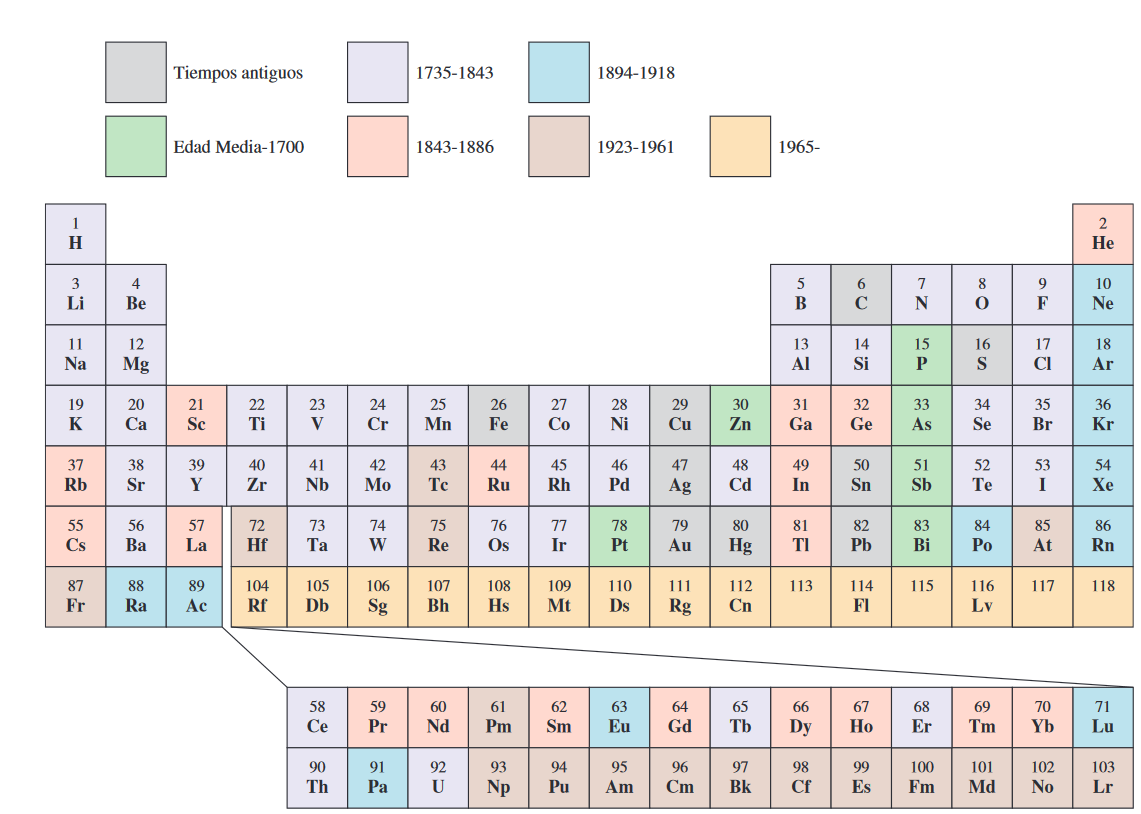 Tiempos antiguos 1735-1843 1894-1918
Edad Media-1700 1843-1886 1923-1961 1965-
1 2
H He
3 4 5 6 7 8 9 10
Li Be B C N O F Ne
11 12 13 14 15 16 17 18
Na Mg Al Si P S Cl Ar
19 20 21 22 23 24 25 26 27 28 29 30 31 32 33 34 35 36
K Ca Sc Ti V Cr Mn Fe Co Ni Cu Zn Ga Ge As Se Br Kr
37 38 39 40 41 42 43 44 45 46 47 48 49 50 51 52 53 54
Rb Sr Y Zr Nb Mo Tc Ru Rh Pd Ag Cd In Sn Sb Te I Xe
55 56 57 72 73 74 75 76 77 78 79 80 81 82 83 84 85 86
Cs Ba La Hf Ta W Re Os Ir Pt Au Hg Tl Pb Bi Po At Rn
87 88 89 104 105 106 107 108 109 110 111 112 113 114 115 116 117 118
Fr Ra Ac Rf Db Sg Bh Hs Mt Ds Rg Cn Fl Lv
58 59 60 61 62 63 64 65 66 67 68 69 70 71
Ce Pr Nd Pm Sm Eu Gd Tb Dy Ho Er Tm Yb Lu
90 91 92 93 94 95 96 97 98 99 100 101 102 103
Th Pa U Np Pu Am Cm Bk Cf Es Fm Md No Lr